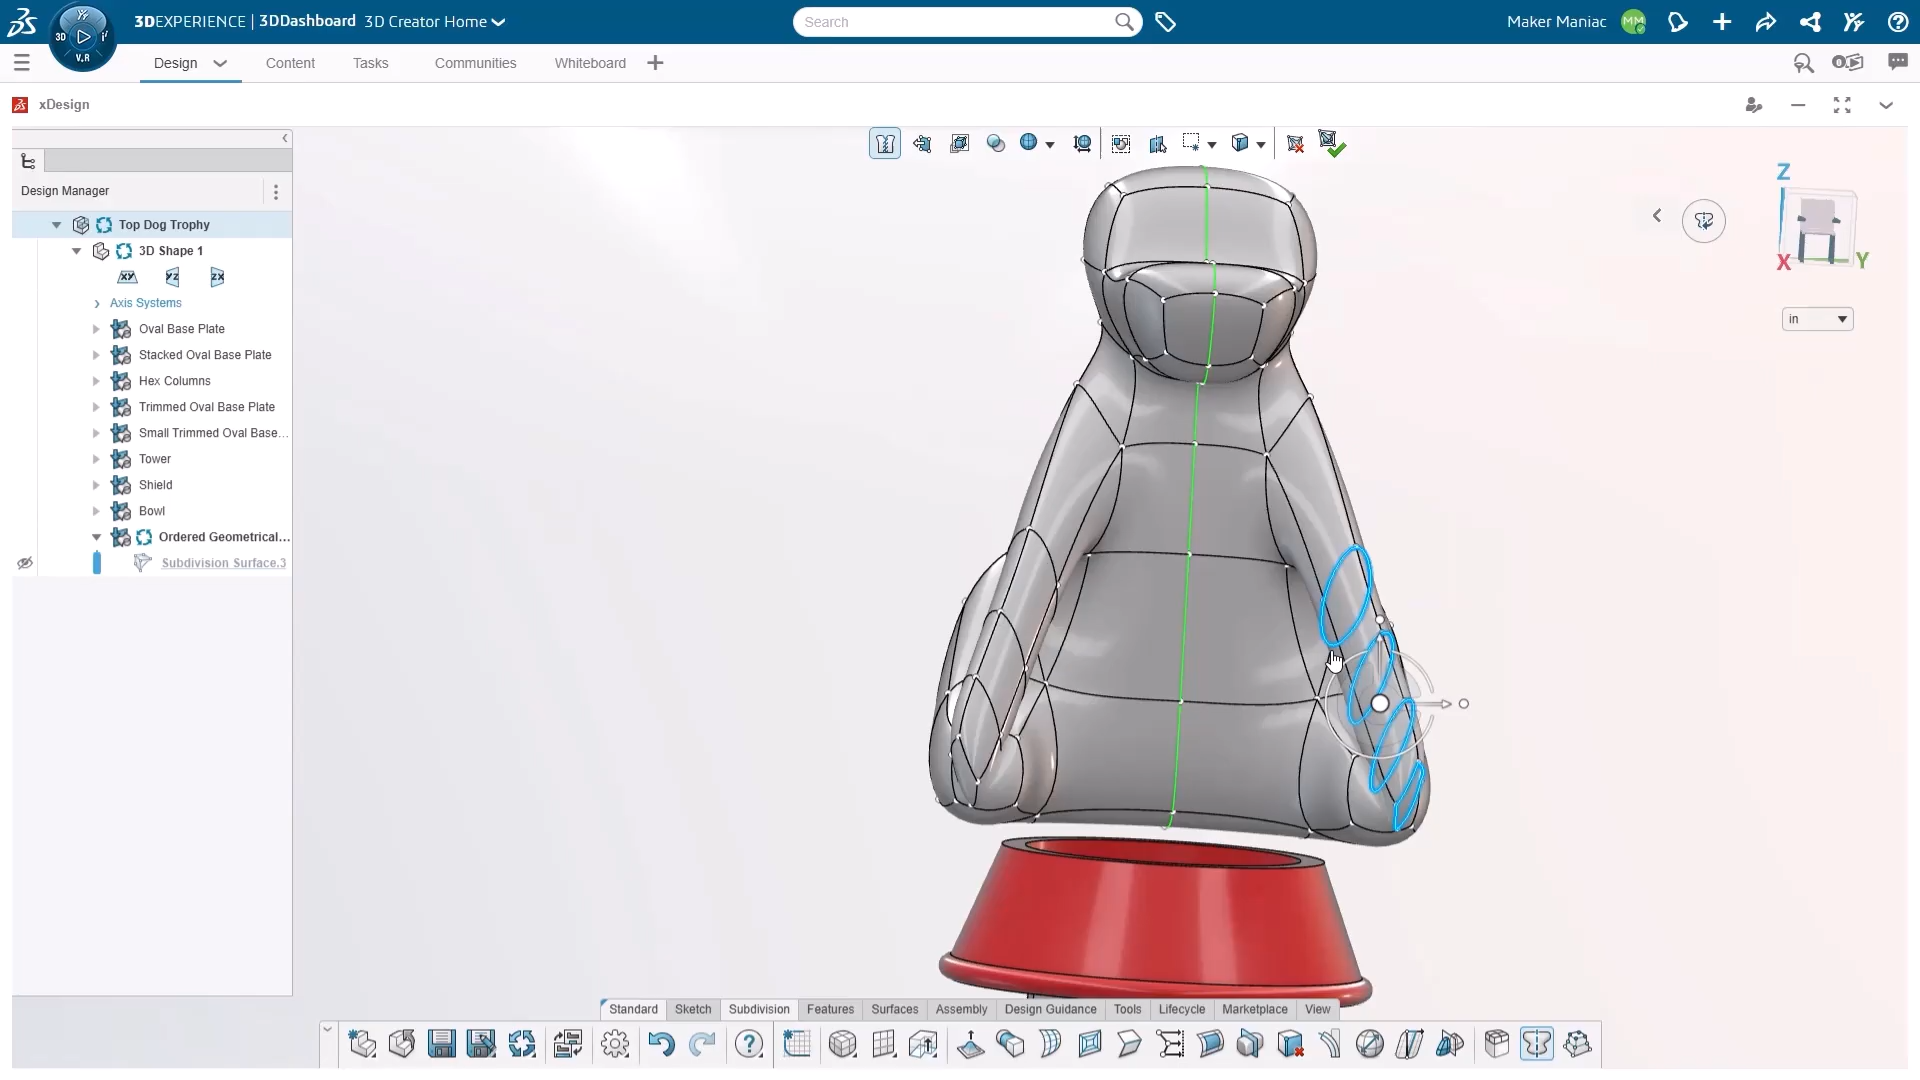 3DEXPERIENCE | 3DDashboard 3D Creator Home
Search
Maker Maniac MM
3D V.R
Design Content Tasks Communities Whiteboard
xDesign
Design Manager
Top Dog Trophy
3D Shape 1
XY YZ ZX
Axis Systems
Oval Base Plate
Stacked Oval Base Plate
Hex Columns
Trimmed Oval Base Plate
Small Trimmed Oval Base...
Tower
Shield
Bowl
Ordered Geometrical...
Subdivision Surface.3
Z
X Y
in
Standard Sketch Subdivision Features Surfaces Assembly Design Guidance Tools Lifecycle Marketplace View